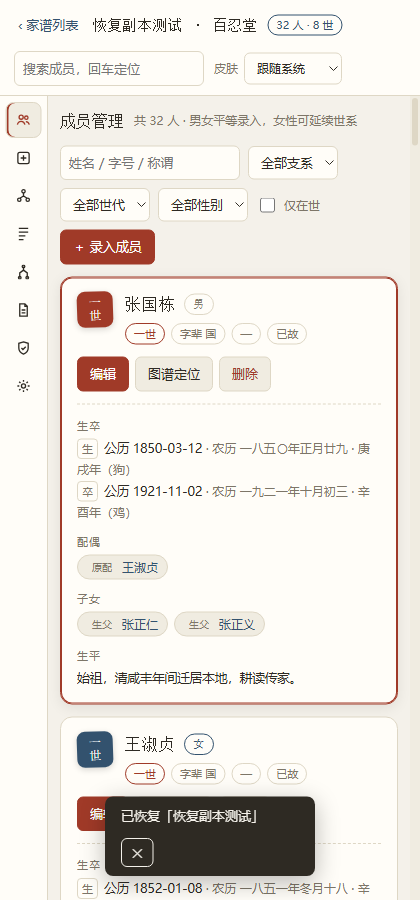 ‹ 家谱列表 恢复副本测试 · 百忍堂 32 人 · 8 世
搜索成员，回车定位 皮肤 跟随系统
成员管理 共 32 人 · 男女平等录入，女性可延续世系
姓名 / 字号 / 称谓 全部支系
全部世代 全部性别 仅在世
+ 录入成员
一世
张国栋 男
一世 字辈 国 — 已故
编辑 图谱定位 删除
生卒
生 公历 1850-03-12 · 农历 一八五〇年正月廿九 · 庚
戌年（狗）
卒 公历 1921-11-02 · 农历 一九二一年十月初三 · 辛
酉年（鸡）
配偶
原配 王淑贞
子女
生父 张正仁 生父 张正义
生平
始祖，清咸丰年间迁居本地，耕读传家。
一世
王淑贞 女
一世 字辈 — 已故
已恢复「恢复副本测试」
生卒
生 公历 1852-01-08 · 农历 一八五一年冬月十八 · 辛